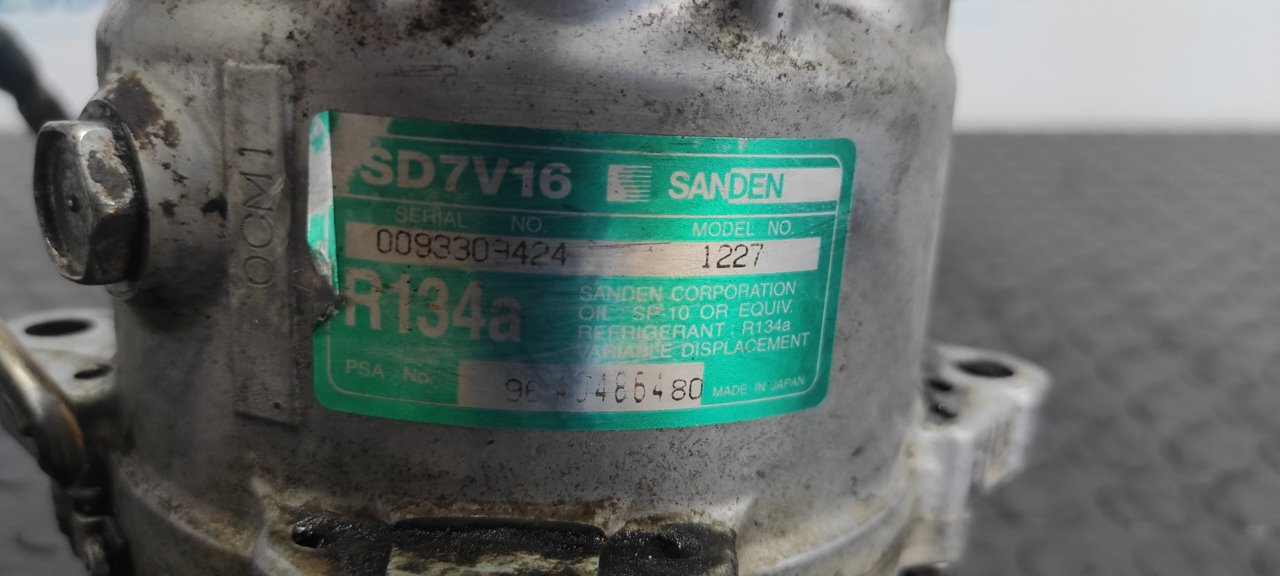 OCM1
SD7V16 SANDEN
SERIAL NO. MODEL NO.
0093309424 1227
R134a
SANDEN CORPORATION
OIL : SP-10 OR EQUIV.
REFRIGERANT : R134a
VARIABLE DISPLACEMENT
PSA No.
MADE IN JAPAN